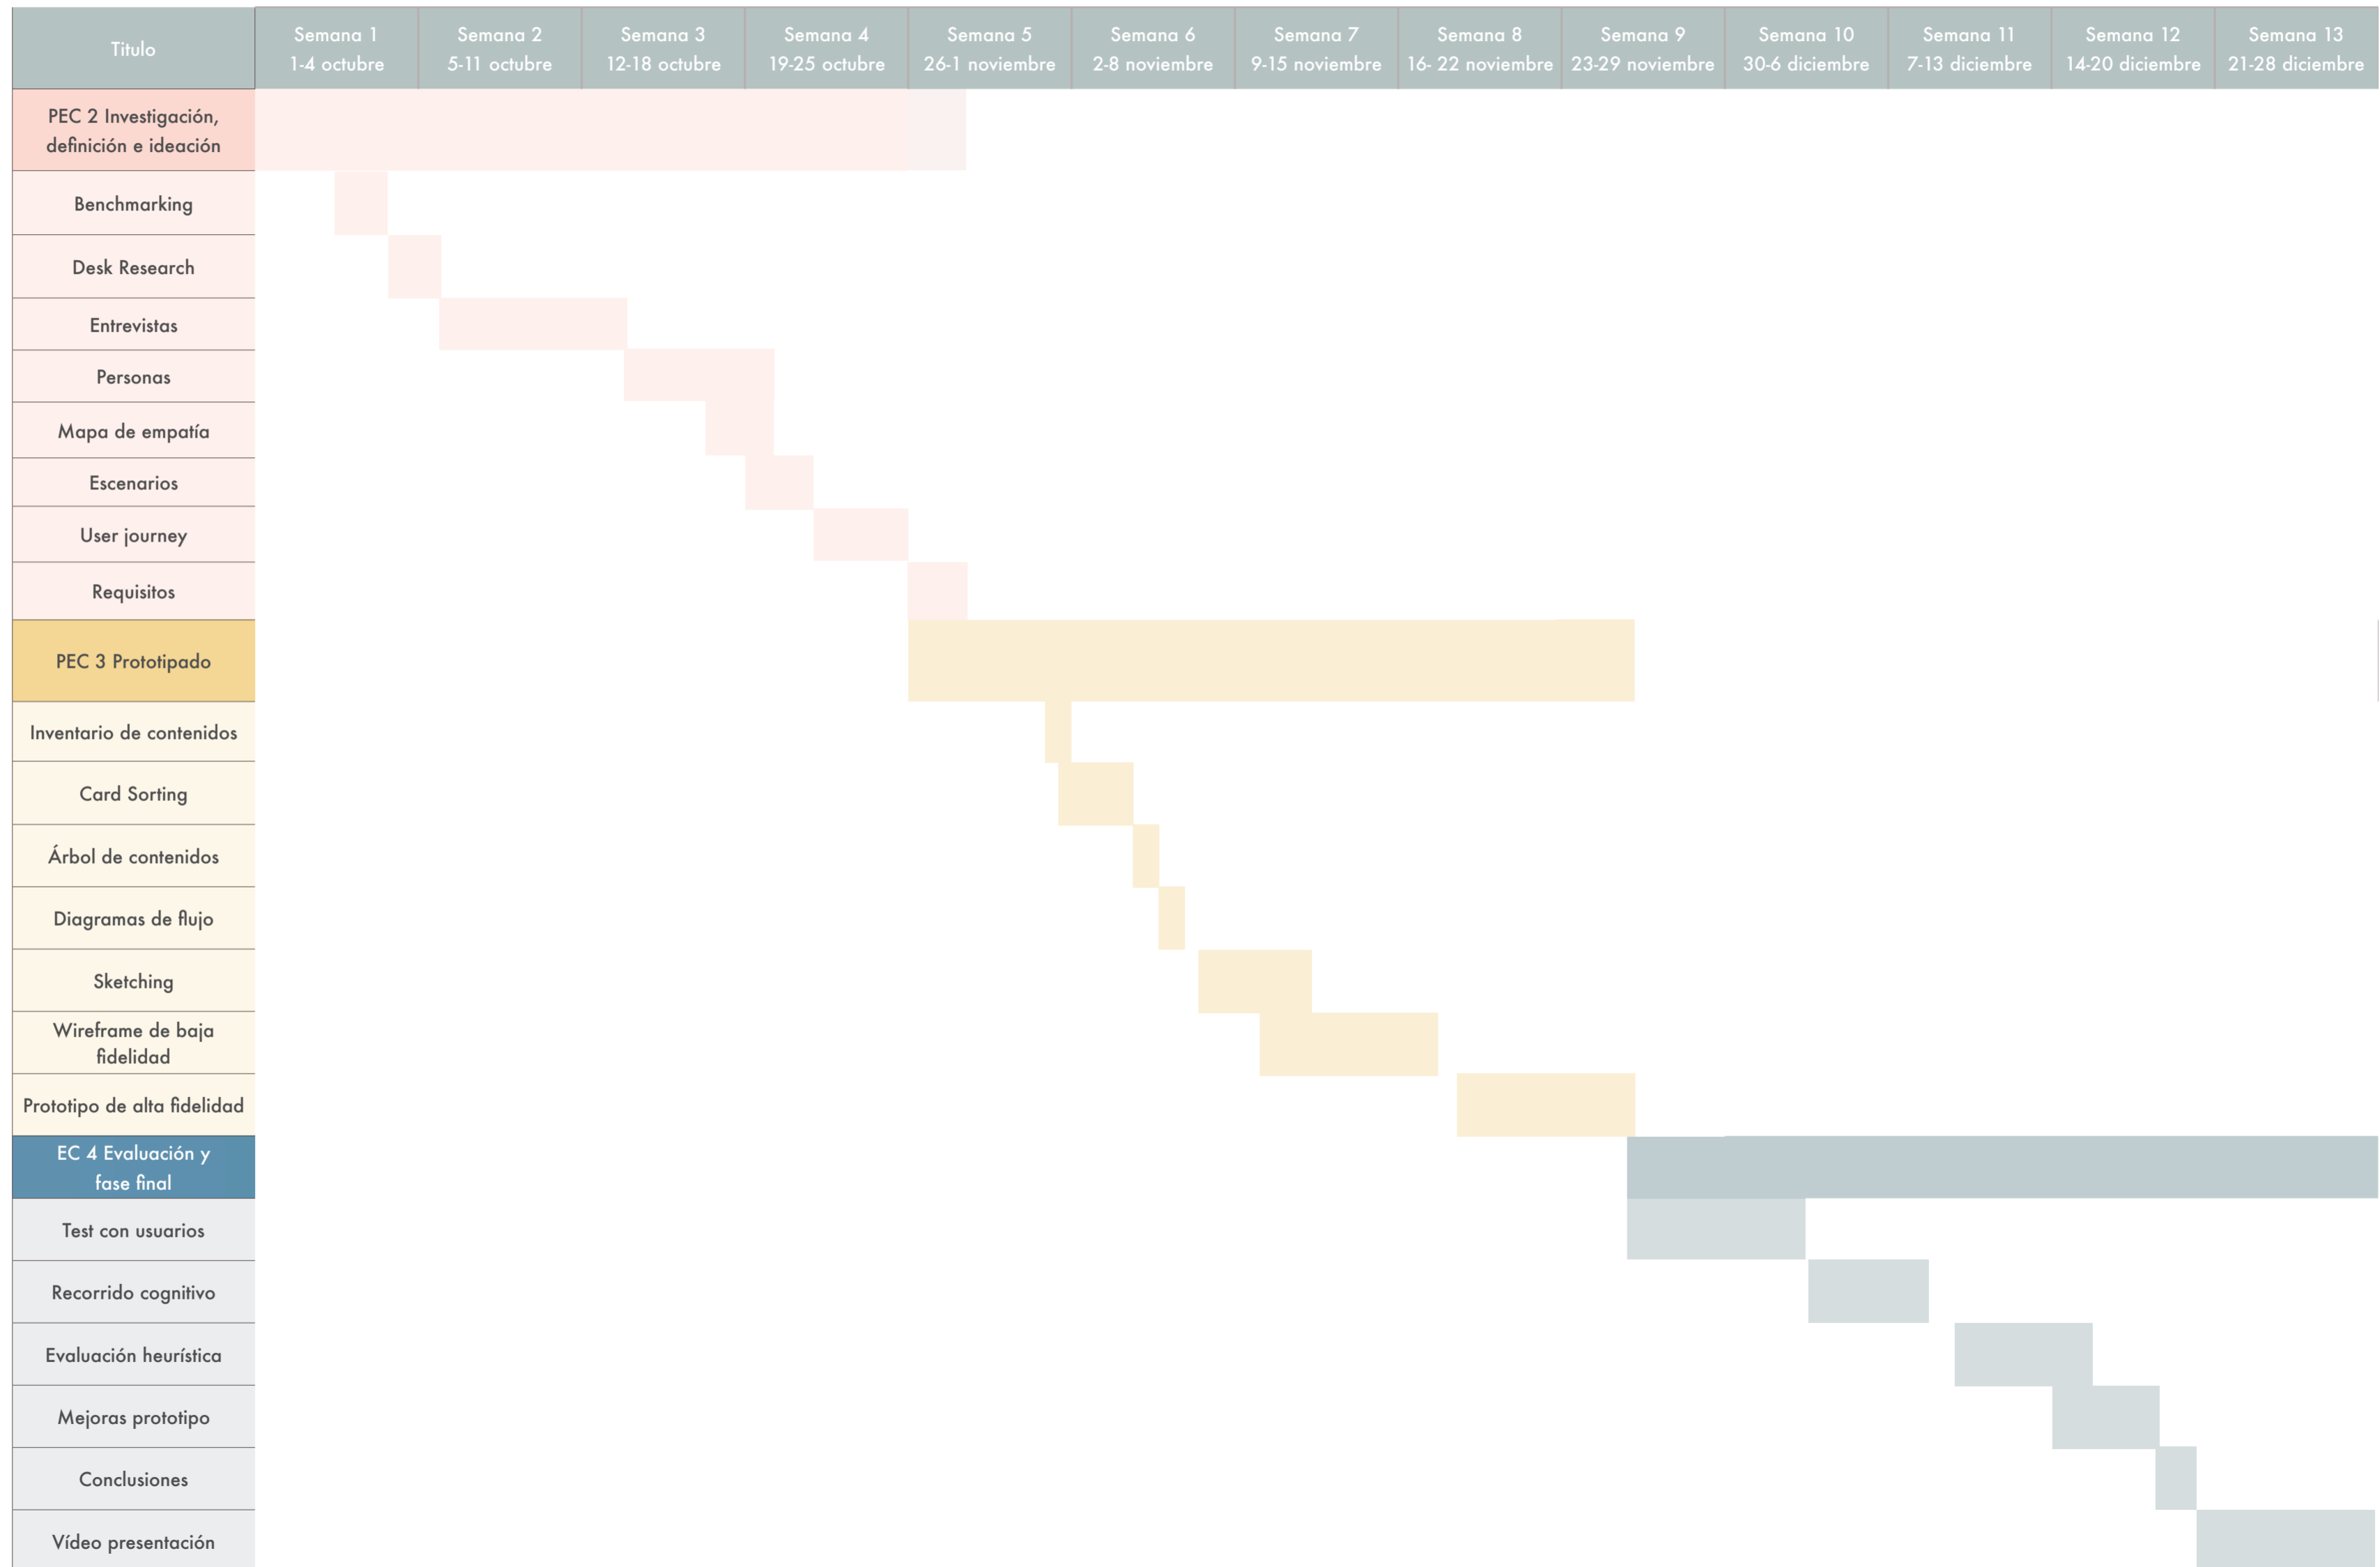 Titulo
Semana 1
1-4 octubre
Semana 2
5-11 octubre
Semana 3
12-18 octubre
Semana 4
19-25 octubre
Semana 5
26-1 noviembre
Semana 6
2-8 noviembre
Semana 7
9-15 noviembre
Semana 8
16- 22 noviembre
Semana 9
23-29 noviembre
Semana 10
30-6 diciembre
Semana 11
7-13 diciembre
Semana 12
14-20 diciembre
Semana 13
21-28 diciembre
PEC 2 Investigación,
definición e ideación
Benchmarking
Desk Research
Entrevistas
Personas
Mapa de empatía
Escenarios
User journey
Requisitos
PEC 3 Prototipado
Inventario de contenidos
Card Sorting
Árbol de contenidos
Diagramas de flujo
Sketching
Wireframe de baja
fidelidad
Prototipo de alta fidelidad
EC 4 Evaluación y
fase final
Test con usuarios
Recorrido cognitivo
Evaluación heurística
Mejoras prototipo
Conclusiones
Vídeo presentación